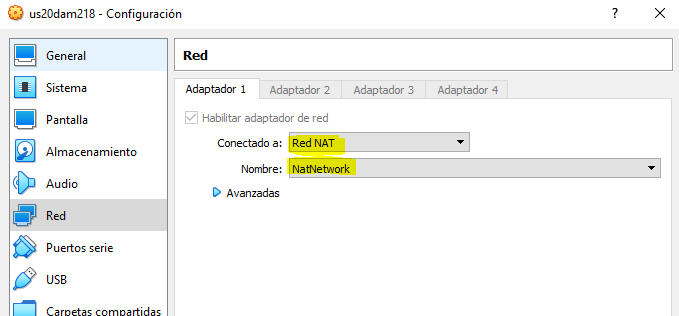 us20dam218 - Configuración
?
General
Sistema
Pantalla
Almacenamiento
Audio
Red
Puertos serie
USB
Carpetas compartidas
Red
Adaptador 1 Adaptador 2 Adaptador 3 Adaptador 4
Habilitar adaptador de red
Conectado a: Red NAT
Nombre: NatNetwork
Avanzadas